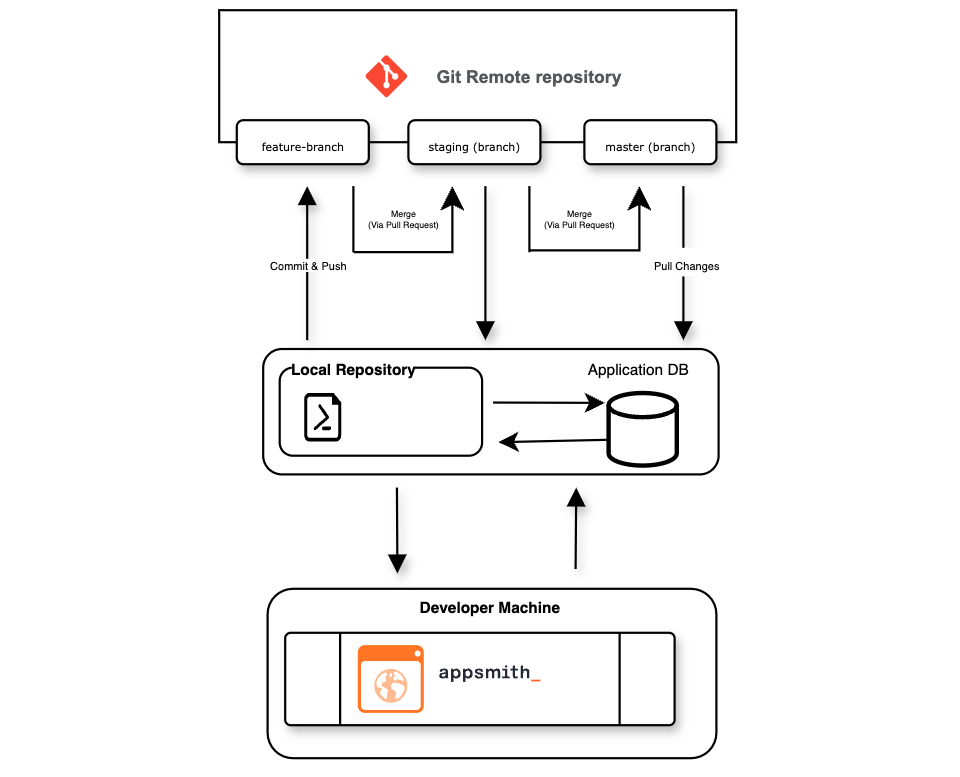 Git Remote repository
feature-branch
staging (branch)
master (branch)
Merge
(Via Pull Request)
Merge
(Via Pull Request)
Commit & Push
Pull Changes
Local Repository
Application DB
Developer Machine
appsmith_